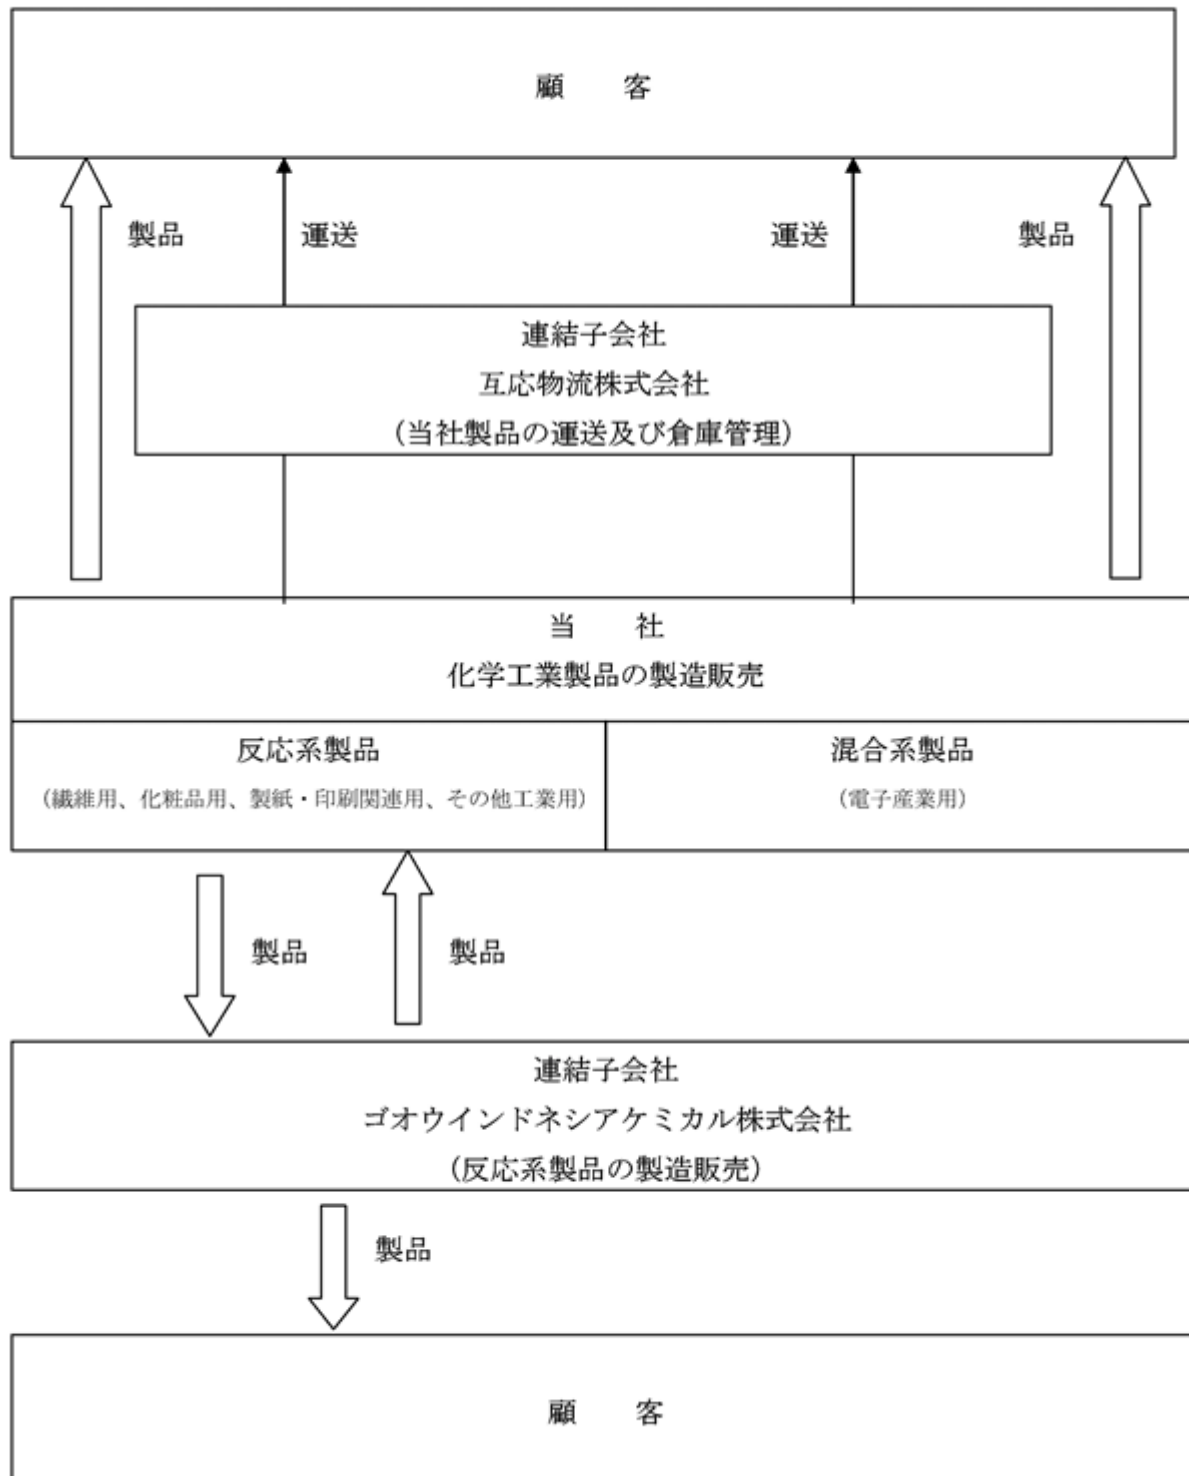 顧　　客
製品
運送
運送
製品
連結子会社
互応物流株式会社
（当社製品の運送及び倉庫管理）
当　　社
化学工業製品の製造販売
反応系製品
（繊維用、化粧品用、製紙・印刷関連用、その他工業用）
混合系製品
（電子産業用）
製品
製品
連結子会社
ゴオウインドネシアケミカル株式会社
（反応系製品の製造販売）
製品
顧　　客